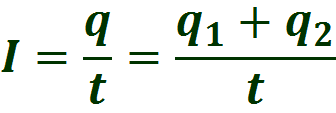 I = q/t = (q₁ + q₂)/t